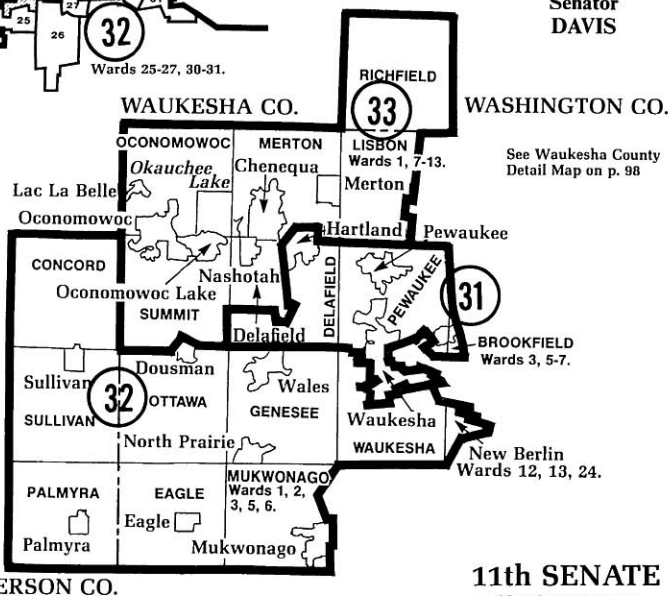 Senator
DAVIS
25
26
27
32
Wards 25-27, 30-31.
WAUKESHA CO.
RICHFIELD
33
WASHINGTON CO.
OCONOMOWOC
MERTON
LISBON
Wards 1, 7-13.
Okauchee
Lake
Chenequa
Merton
See Waukesha County
Detail Map on p. 98
Lac La Belle
Oconomowoc
Hartland
Pewaukee
CONCORD
Nashotah
Oconomowoc Lake
DELAFIELD
PEWAUKEE
31
SUMMIT
Delafield
BROOKFIELD
Wards 3, 5-7.
Sullivan
Dousman
Wales
32
OTTAWA
GENESEE
SULLIVAN
Waukesha
North Prairie
WAUKESHA
New Berlin
Wards 12, 13, 24.
MUKWONAGO
Wards 1, 2,
3, 5, 6.
PALMYRA
EAGLE
Eagle
Palmyra
Mukwonago
11th SENATE
ERSON CO.